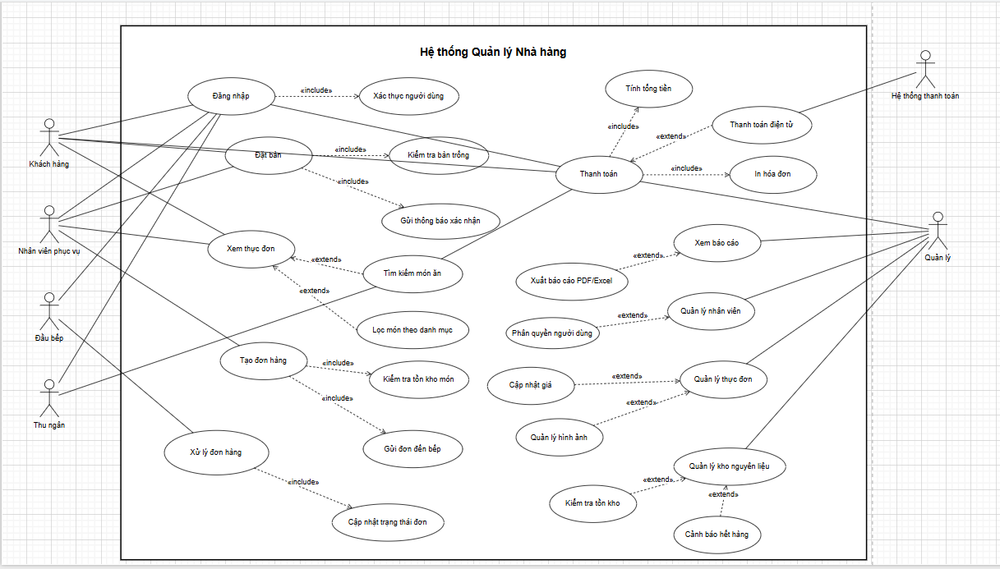 Hệ thống Quản lý Nhà hàng
Đăng nhập
«include»
Xác thực người dùng
Tính tổng tiền
Hệ thống thanh toán
«include»
Thanh toán điện tử
«extend»
Khách hàng
Đặt bàn
«include»
Kiểm tra bàn trống
Thanh toán
«include»
In hóa đơn
«include»
Gửi thông báo xác nhận
Nhân viên phục vụ
Xem thực đơn
«extend»
Tìm kiếm món ăn
«extend»
Lọc món theo danh mục
Xem báo cáo
Quản lý
«extend»
Xuất báo cáo PDF/Excel
Quản lý nhân viên
«extend»
Phân quyền người dùng
Đầu bếp
Tạo đơn hàng
«include»
Kiểm tra tồn kho món
«include»
Gửi đơn đến bếp
Cập nhật giá
«extend»
Quản lý thực đơn
«extend»
Quản lý hình ảnh
Thu ngân
Xử lý đơn hàng
«include»
Cập nhật trạng thái đơn
Quản lý kho nguyên liệu
«extend»
Kiểm tra tồn kho
«extend»
Cảnh báo hết hàng